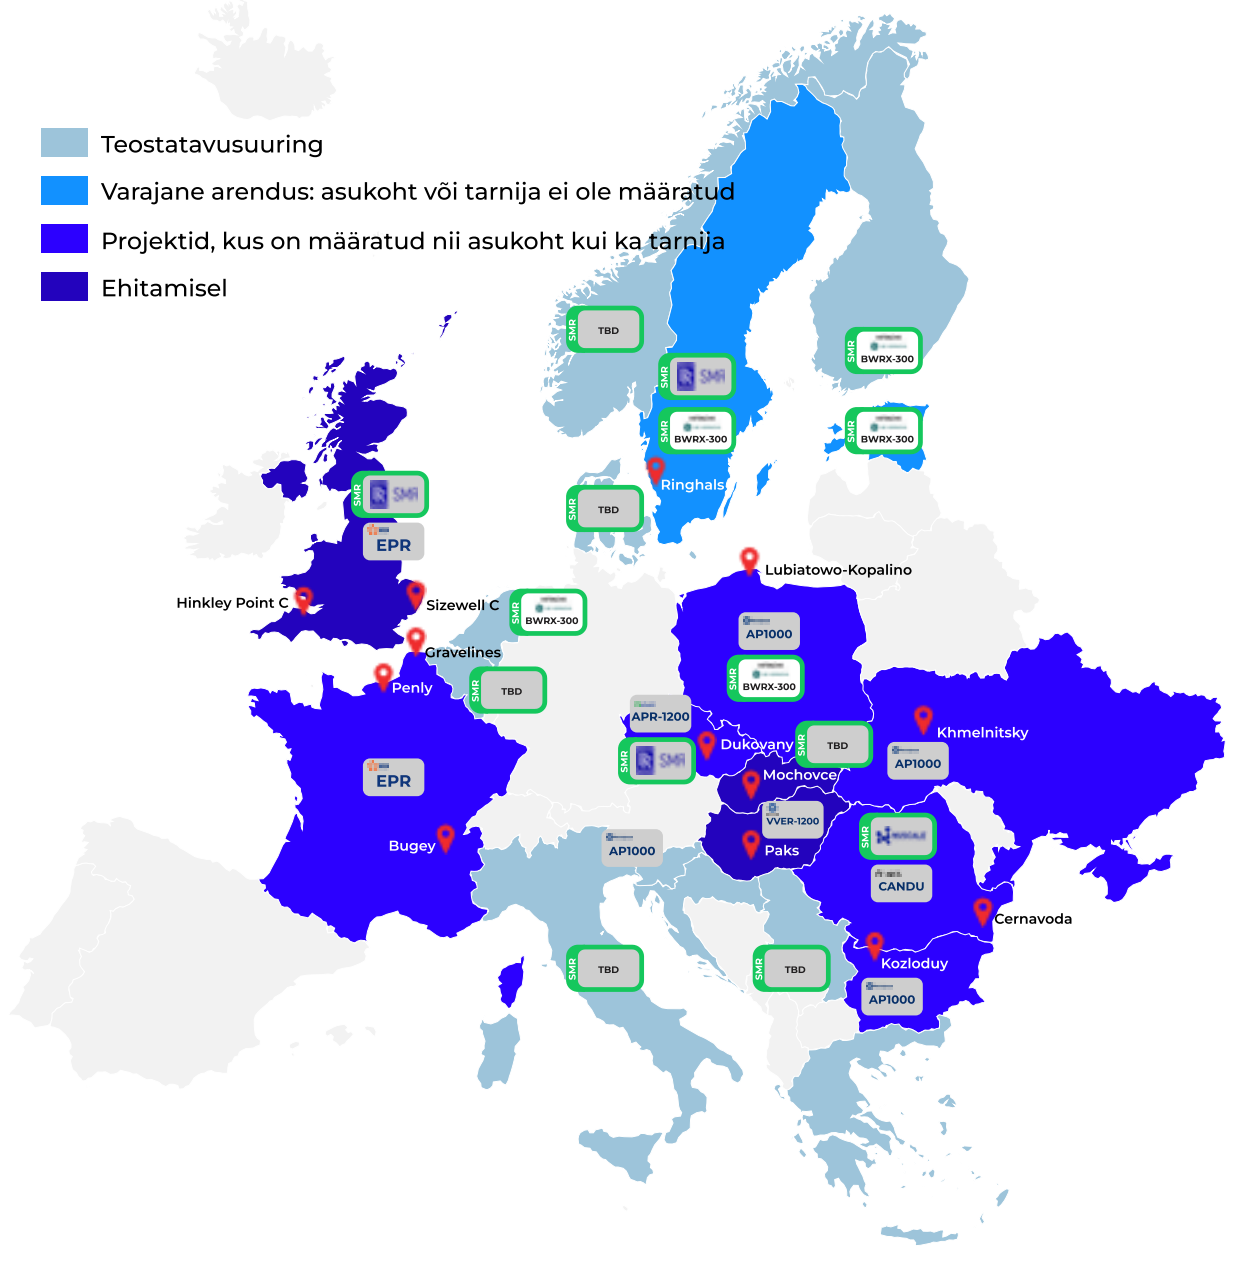 Teostatavusuuring
Varajane arendus: asukoht või tarnija ei ole määratud
Projektid, kus on määratud nii asukoht kui ka tarnija
Ehitamisel
SMR
TBD
SMR
BWRX-300
SMR
SMR
SMR
BWRX-300
SMR
BWRX-300
Ringhals
SMR
SMR
EPR
SMR
TBD
Lubiatowo-Kopalino
Hinkley Point C
Sizewell C
SMR
BWRX-300
AP1000
Gravelines
SMR
BWRX-300
Penly
SMR
TBD
APR-1200
Khmelnitsky
Dukovany
SMR
TBD
SMR
SMR
AP1000
Mochovce
EPR
VVER-1200
SMR
NUSCALE
Bugey
AP1000
Paks
CANDU
Cernavoda
Kozloduy
SMR
TBD
SMR
TBD
AP1000